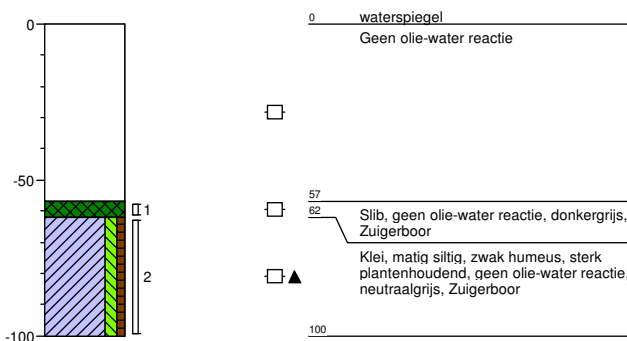 0
-50
-100
1
2
0
waterspiegel
Geen olie-water reactie
57
62
Slib, geen olie-water reactie, donkergrijs,
Zuigerboor
Klei, matig siltig, zwak humeus, sterk
plantenhoudend, geen olie-water reactie,
neutraalgrijs, Zuigerboor
100